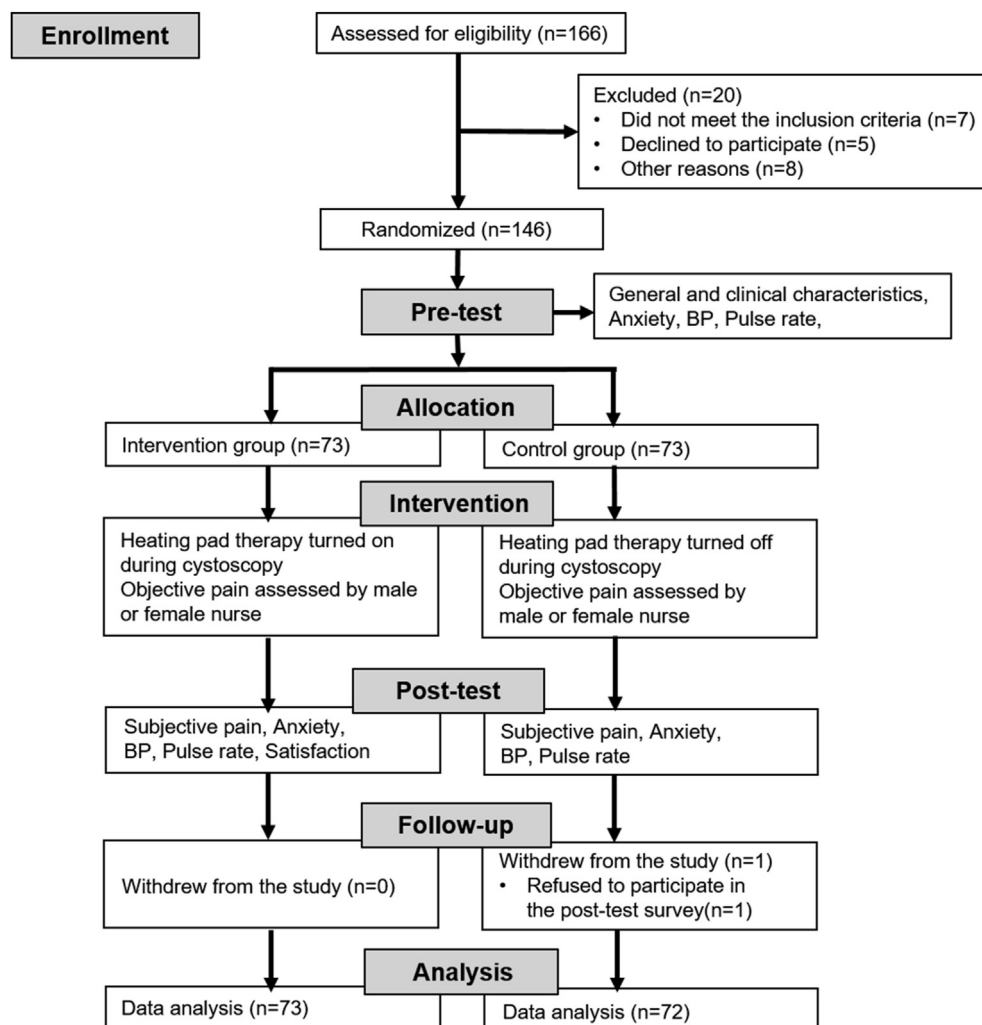 Enrollment
Assessed for eligibility (n=166)
Excluded (n=20)
• Did not meet the inclusion criteria (n=7)
• Declined to participate (n=5)
• Other reasons (n=8)
Randomized (n=146)
Pre-test
General and clinical characteristics,
Anxiety, BP, Pulse rate,
Allocation
Intervention group (n=73)
Control group (n=73)
Intervention
Heating pad therapy turned on
during cystoscopy
Objective pain assessed by male
or female nurse
Heating pad therapy turned off
during cystoscopy
Objective pain assessed by
male or female nurse
Post-test
Subjective pain, Anxiety,
BP, Pulse rate, Satisfaction
Subjective pain, Anxiety,
BP, Pulse rate
Follow-up
Withdrew from the study (n=0)
Withdrew from the study (n=1)
• Refused to participate in
the post-test survey(n=1)
Analysis
Data analysis (n=73)
Data analysis (n=72)